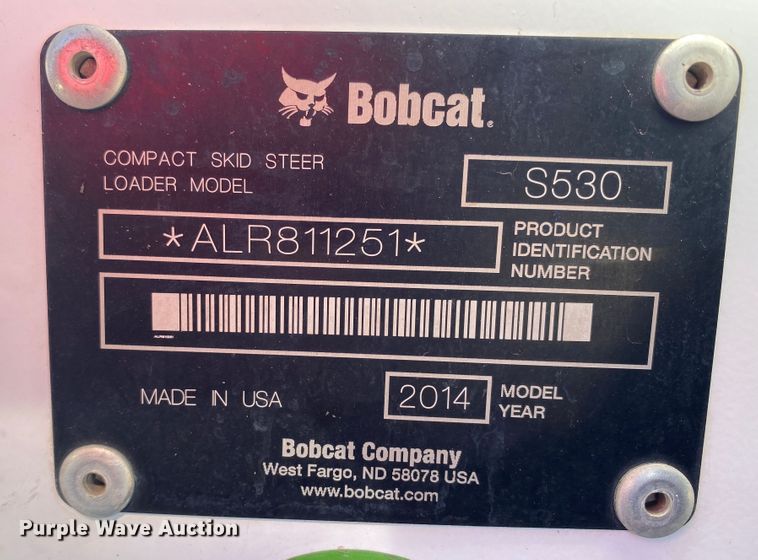 Bobcat®
COMPACT SKID STEER
LOADER MODEL
S530
*ALR811251*
PRODUCT
IDENTIFICATION
NUMBER
ALR811251
MADE IN USA
2014
MODEL
YEAR
Bobcat Company
West Fargo, ND 58078 USA
www.bobcat.com
Purple Wave Auction